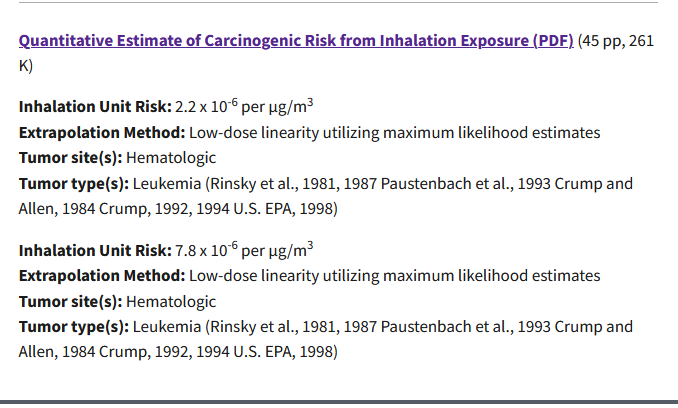 Quantitative Estimate of Carcinogenic Risk from Inhalation Exposure (PDF) (45 pp, 261
K)
Inhalation Unit Risk: 2.2 x 10⁻⁶ per µg/m³
Extrapolation Method: Low-dose linearity utilizing maximum likelihood estimates
Tumor site(s): Hematologic
Tumor type(s): Leukemia (Rinsky et al., 1981, 1987 Paustenbach et al., 1993 Crump and
Allen, 1984 Crump, 1992, 1994 U.S. EPA, 1998)
Inhalation Unit Risk: 7.8 x 10⁻⁶ per µg/m³
Extrapolation Method: Low-dose linearity utilizing maximum likelihood estimates
Tumor site(s): Hematologic
Tumor type(s): Leukemia (Rinsky et al., 1981, 1987 Paustenbach et al., 1993 Crump and
Allen, 1984 Crump, 1992, 1994 U.S. EPA, 1998)